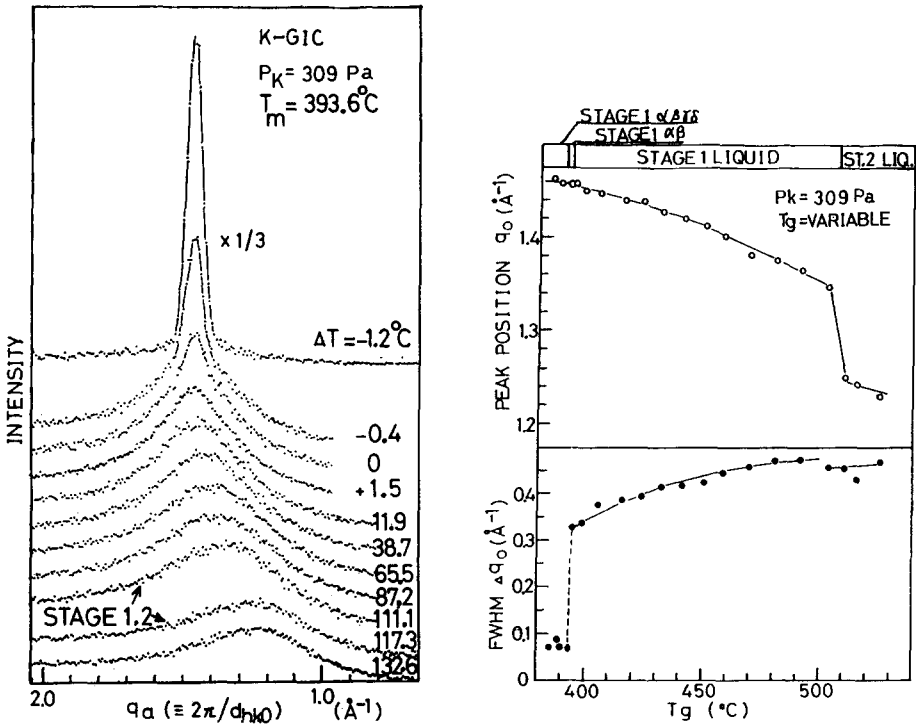 K-GIC
P_K = 309 Pa
T_m = 393.6°C
×1/3
ΔT = -1.2°C
-0.4
0
+1.5
11.9
38.7
65.5
87.2
111.1
117.3
132.6
STAGE 1.2
INTENSITY
2.0
1.0
q_a (≡ 2π/d_hk0) (Å⁻¹)
STAGE 1 αβγδ
STAGE 1 αβ
STAGE 1 LIQUID
ST.2 LIQ.
Pk = 309 Pa
Tg = VARIABLE
PEAK POSITION q₀ (Å⁻¹)
1.4
1.3
1.2
FWHM Δq₀ (Å⁻¹)
0.4
0.3
0.2
0.1
0
400
450
500
Tg (°C)